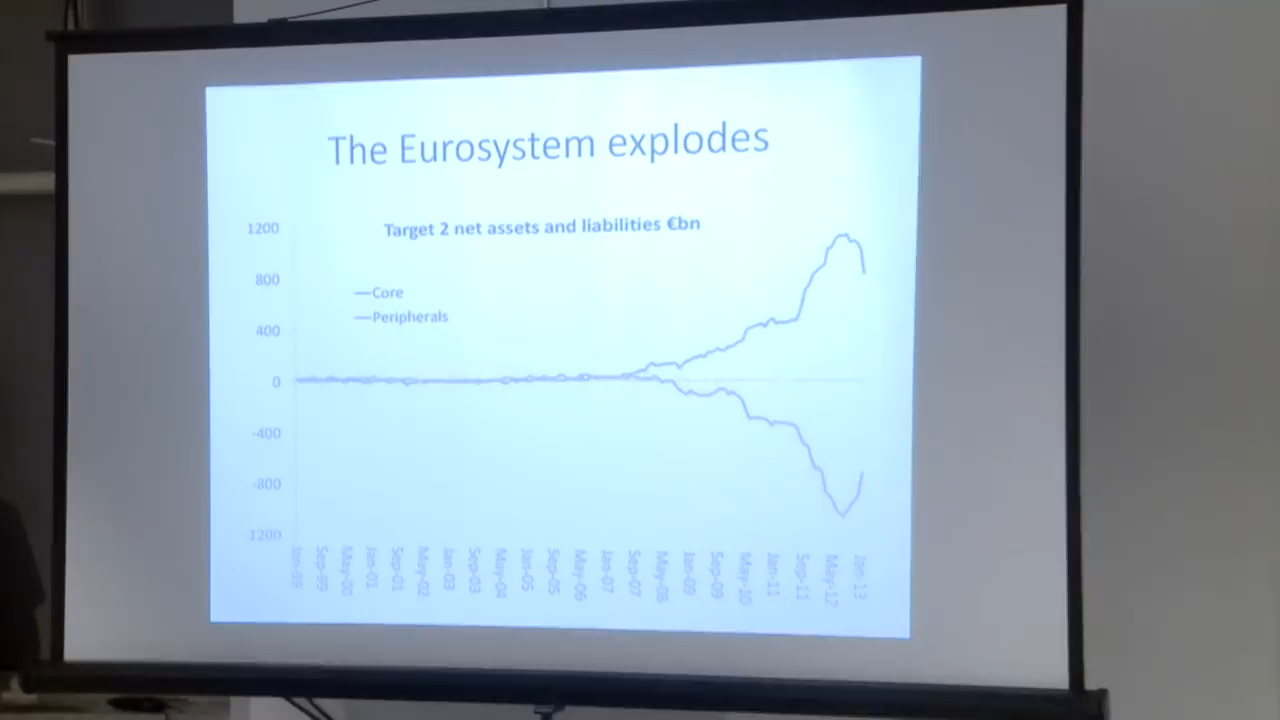 The Eurosystem explodes
Target 2 net assets and liabilities €bn
1200
800
400
0
-400
-800
-1200
Core
Peripherals
Jan-99
Sep-99
May-00
Jan-01
Sep-01
May-02
Jan-03
Sep-03
May-04
Jan-05
Sep-05
May-06
Jan-07
Sep-07
May-08
Jan-09
Sep-09
May-10
Jan-11
Sep-11
May-12
Jan-13